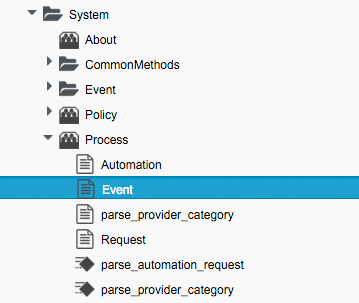 System
About
CommonMethods
Event
Policy
Process
Automation
Event
parse_provider_category
Request
parse_automation_request
parse_provider_category